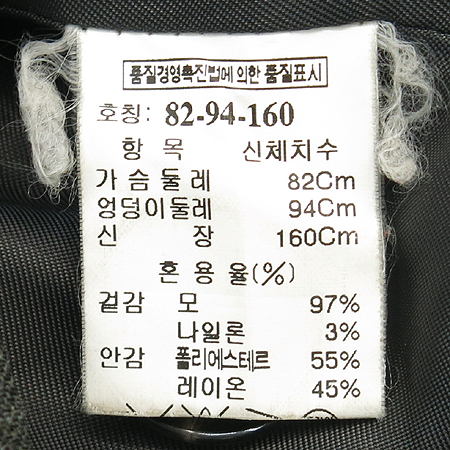 품질경영촉진법에 의한 품질표시
호칭: 82-94-160
항 목 신체치수
가슴둘레 82Cm
엉덩이둘레 94Cm
신 장 160Cm
혼용율(%)
겉감 모 97%
나일론 3%
안감 폴리에스테르 55%
레이온 45%